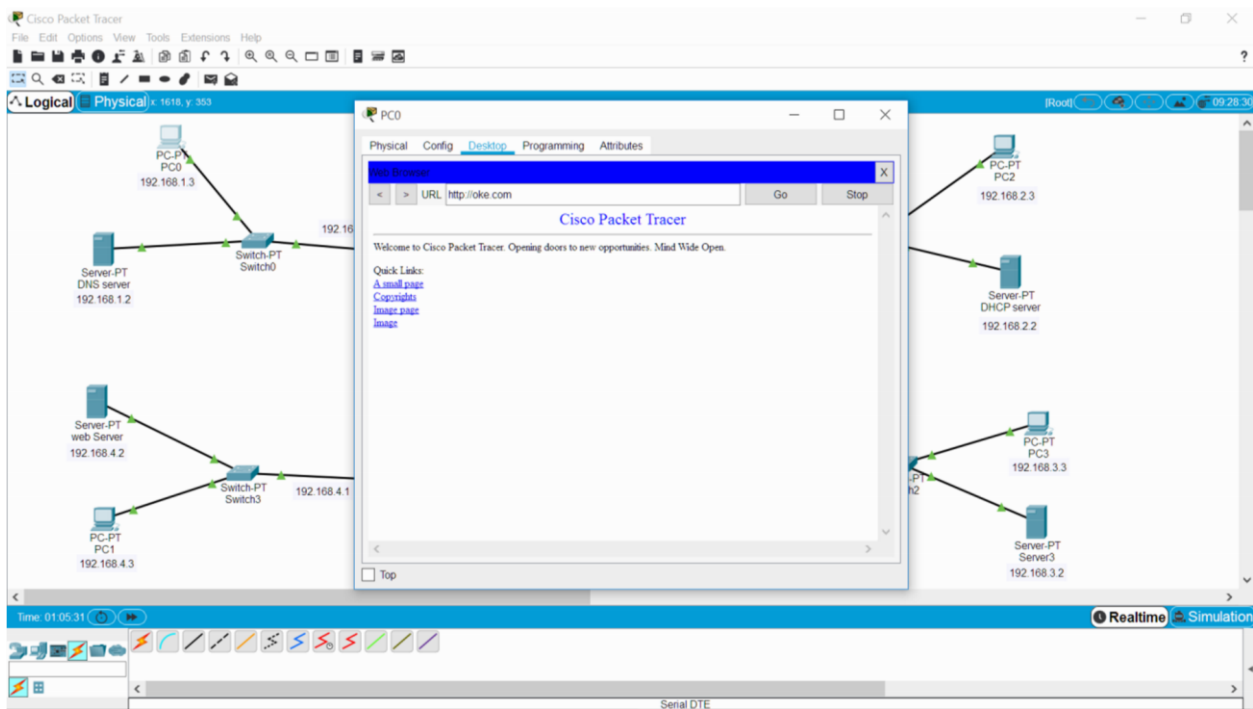 Cisco Packet Tracer
File Edit Options View Tools Extensions Help
?
Logical Physical x: 1618, y: 353
[Root] 09:28:30
PC0
Physical Config Desktop Programming Attributes
Web Browser X
< > URL http://oke.com Go Stop
Cisco Packet Tracer
Welcome to Cisco Packet Tracer. Opening doors to new opportunities. Mind Wide Open.
Quick Links:
A small page
Copyrights
Image page
Image
Top
PC-PT
PC0
192.168.1.3
Server-PT
DNS server
192.168.1.2
Switch-PT
Switch0
192.16
Server-PT
web Server
192.168.4.2
Switch-PT
Switch3
192.168.4.1
PC-PT
PC1
192.168.4.3
PC-PT
PC2
192.168.2.3
Server-PT
DHCP server
192.168.2.2
PC-PT
PC3
192.168.3.3
-PT
h2
Server-PT
Server3
192.168.3.2
Time: 01:05:31
Realtime Simulation
Serial DTE